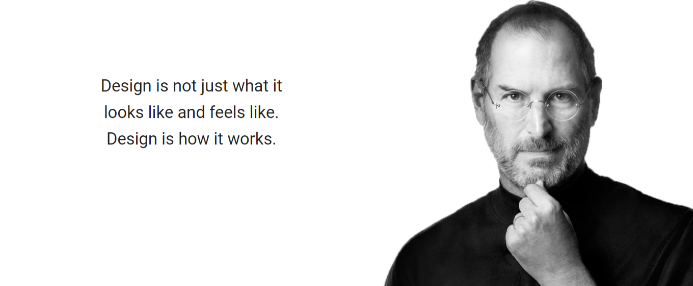 Design is not just what it
looks like and feels like.
Design is how it works.